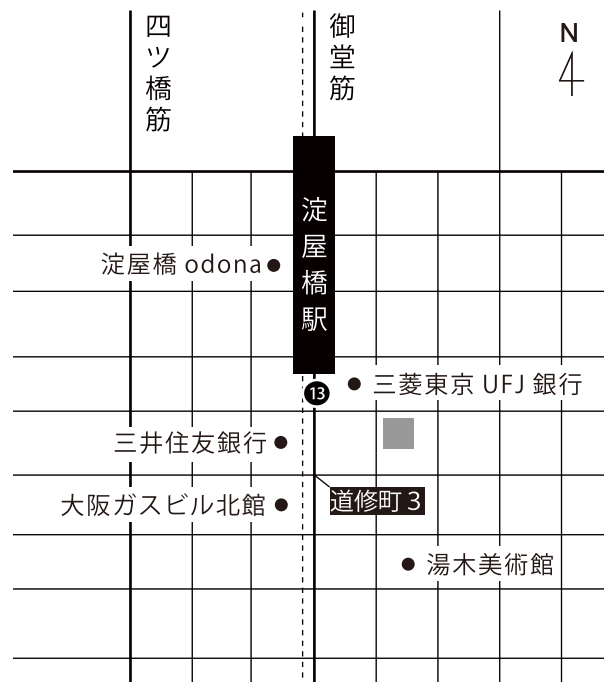 四ツ橋筋
御堂筋
N
淀屋橋駅
淀屋橋 odona
13
三菱東京 UFJ 銀行
三井住友銀行
道修町 3
大阪ガスビル北館
湯木美術館